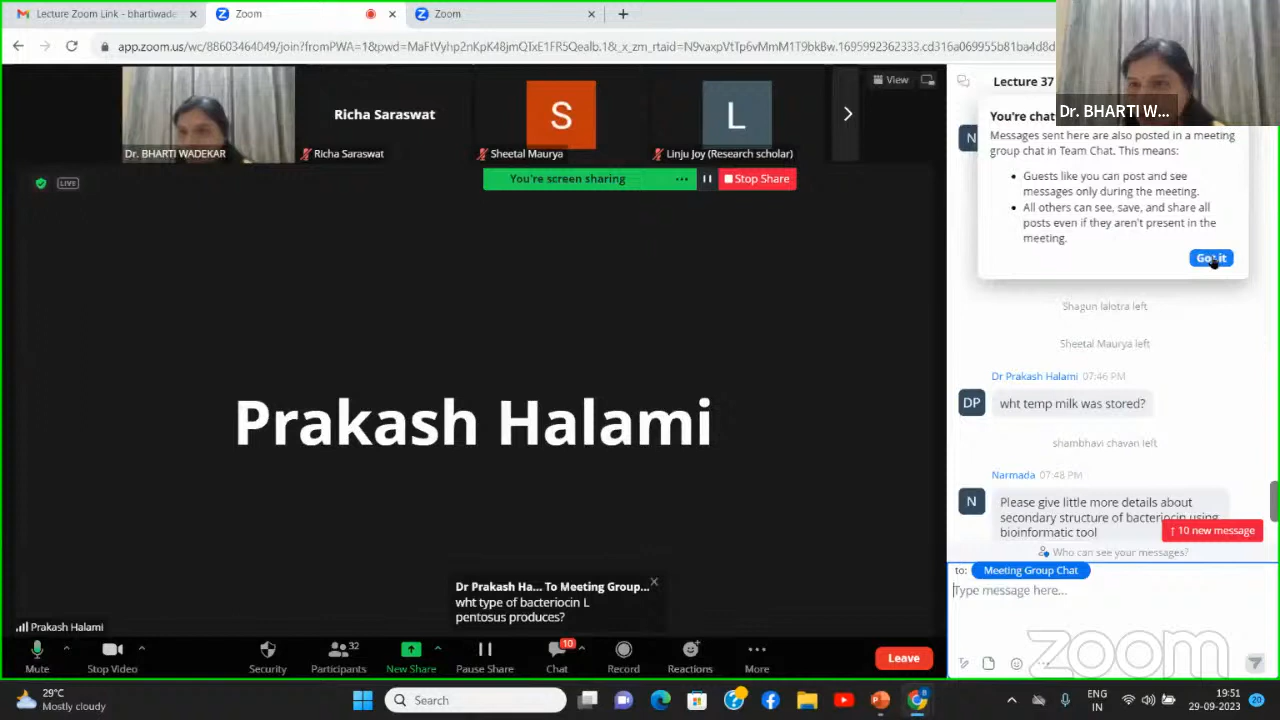 Lecture Zoom Link - bhartiwade
Zoom
Zoom
app.zoom.us/wc/88603464049/join?fromPWA=1&pwd=MaFtVyhp2nKpK48jmQTxE1FR5Qealb.1&_x_zm_rtaid=N9vaxpVtTp6vMmM1T9bkBw.1695992362333.cd316a069955b81ba4d8d
Dr. BHARTI W...
Dr. BHARTI WADEKAR
Richa Saraswat
Richa Saraswat
S
Sheetal Maurya
L
Linju Joy (Research scholar)
View
LIVE
You're screen sharing
Stop Share
Prakash Halami
Prakash Halami
Dr Prakash Ha... To Meeting Group...
wht type of bacteriocin L
pentosus produces?
Lecture 37
You're chat
Messages sent here are also posted in a meeting
group chat in Team Chat. This means:
Guests like you can post and see
messages only during the meeting.
All others can see, save, and share all
posts even if they aren't present in the
meeting.
Got it
N
Shagun lalotra left
Sheetal Maurya left
Dr Prakash Halami 07:46 PM
DP
wht temp milk was stored?
shambhavi chavan left
Narmada 07:48 PM
N
Please give little more details about
secondary structure of bacteriocin using
bioinformatic tool
↑ 10 new message
Who can see your messages?
to: Meeting Group Chat
Type message here...
zoom
Mute
Stop Video
Security
32
Participants
New Share
Pause Share
10
Chat
Record
Reactions
More
Leave
29°C
Mostly cloudy
Search
ENG
IN
19:51
29-09-2023
20